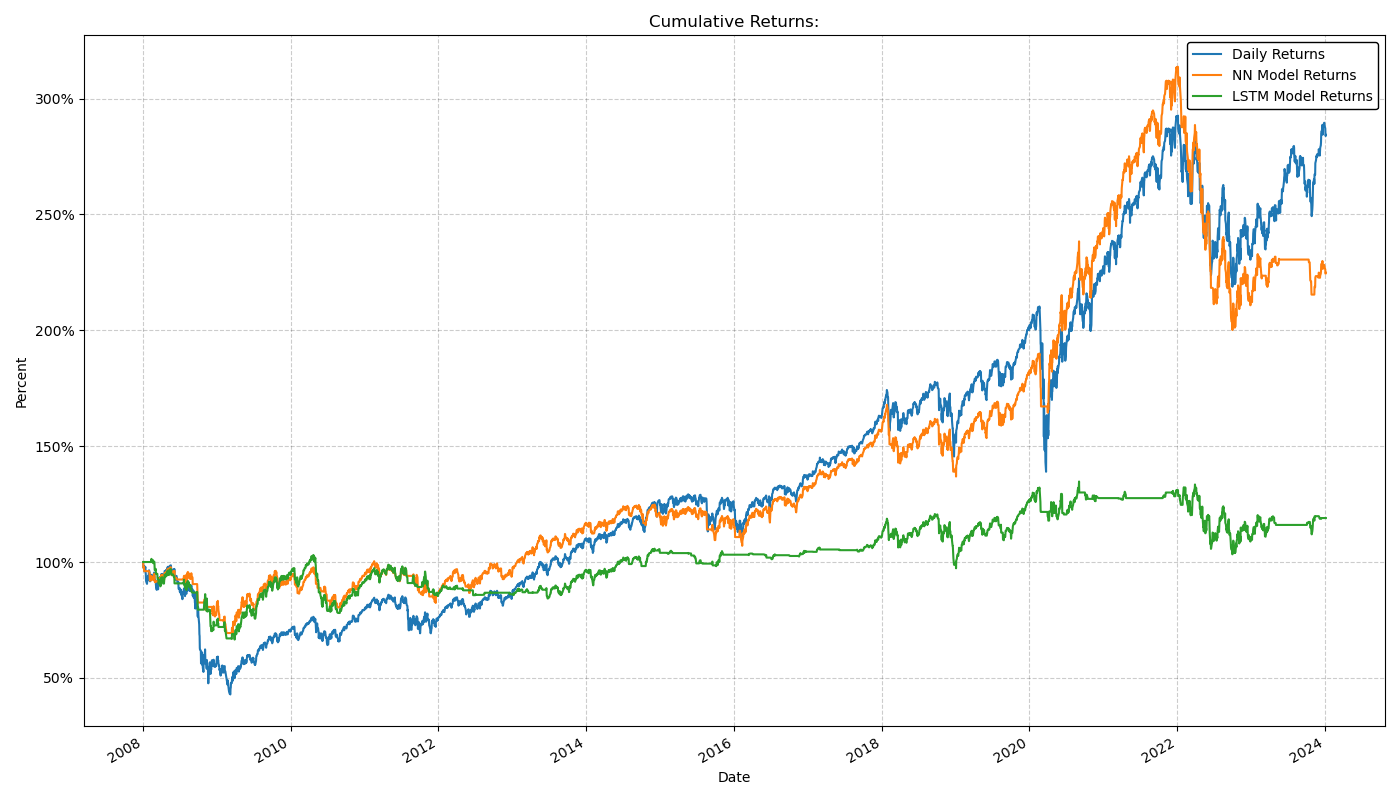 Cumulative Returns:
Daily Returns
NN Model Returns
LSTM Model Returns
300%
250%
200%
150%
100%
50%
Percent
2008
2010
2012
2014
2016
2018
2020
2022
2024
Date